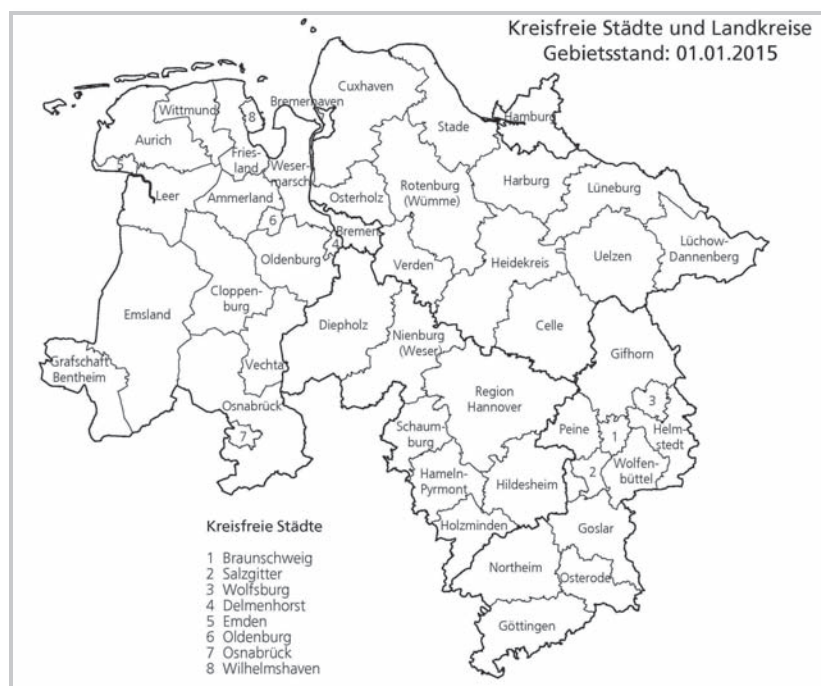 Kreisfreie Städte und Landkreise
Gebietsstand: 01.01.2015
Cuxhaven
Bremerhaven
Wittmund
8
Hamburg
Stade
Aurich
Fries-
land
Weser-
marsch
Harburg
Lüneburg
Rotenburg
(Wümme)
Leer
Ammerland
Osterholz
6
4
Bremen
Lüchow-
Dannenberg
Oldenburg
Verden
Heidekreis
Uelzen
Cloppen-
burg
Emsland
Diepholz
Nienburg
(Weser)
Celle
Gifhorn
Grafschaft
Bentheim
Vechta
Region
Hannover
Osnabrück
3
Schaum-
burg
Peine
1
Helm-
stedt
7
Wolfen-
büttel
2
Hameln-
Pyrmont
Hildesheim
Holzminden
Goslar
Northeim
Osterode
Göttingen
Kreisfreie Städte
1 Braunschweig
2 Salzgitter
3 Wolfsburg
4 Delmenhorst
5 Emden
6 Oldenburg
7 Osnabrück
8 Wilhelmshaven